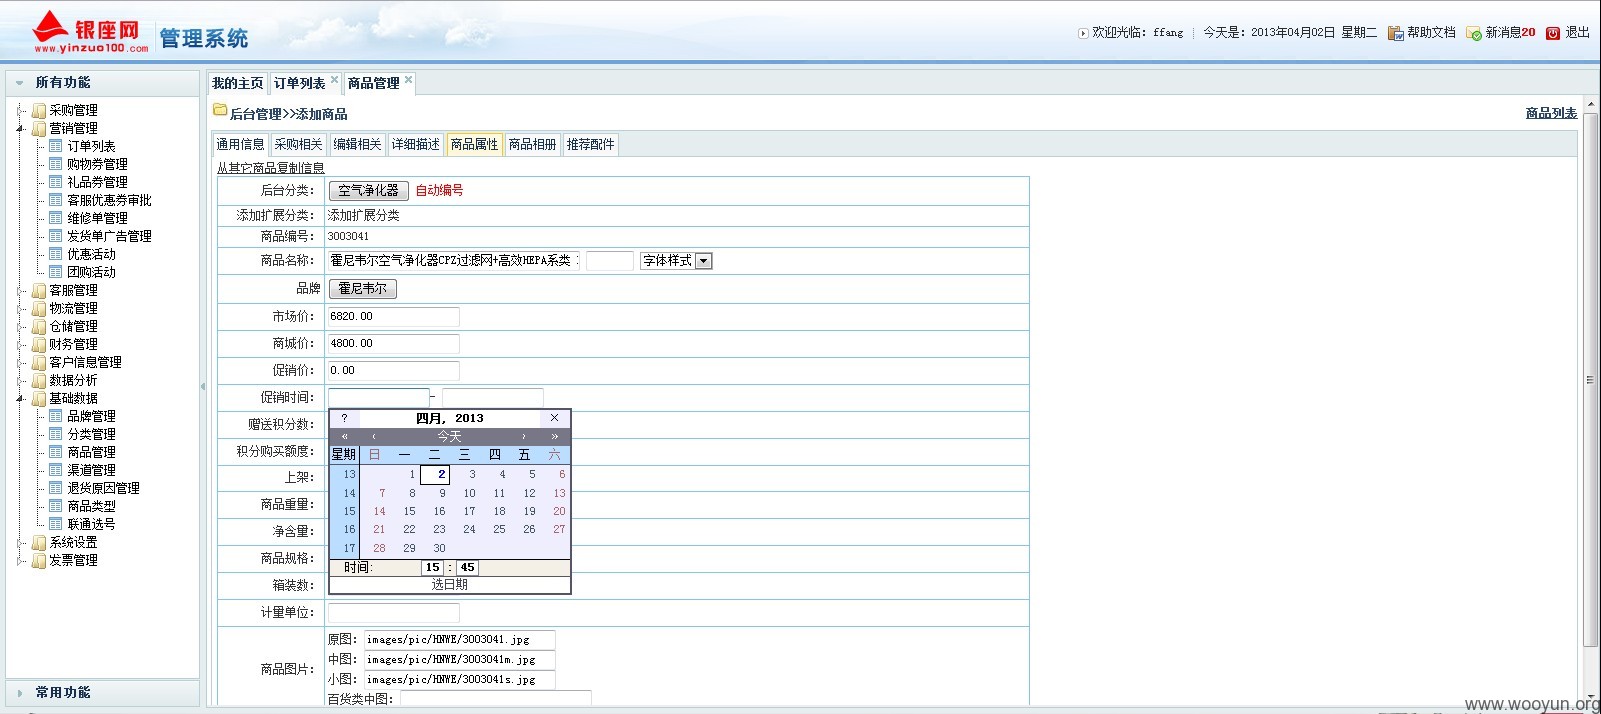 银座网
www.yinzuo100.com
管理系统
欢迎光临: ffang
今天是: 2013年04月02日 星期二
帮助文档
新消息20
退出
所有功能
采购管理
营销管理
订单列表
购物券管理
礼品券管理
客服优惠券审批
维修单管理
发货单广告管理
优惠活动
团购活动
客服管理
物流管理
仓储管理
财务管理
客户信息管理
数据分析
基础数据
品牌管理
分类管理
商品管理
渠道管理
退货原因管理
商品类型
联通选号
系统设置
发票管理
常用功能
我的主页 订单列表 × 商品管理 ×
后台管理>>添加商品
商品列表
通用信息 采购相关 编辑相关 详细描述 商品属性 商品相册 推荐配件
从其它商品复制信息
后台分类: 空气净化器 自动编号
添加扩展分类: 添加扩展分类
商品编号: 3003041
商品名称: 霍尼韦尔空气净化器CPZ过滤网+高效HEPA系类 字体样式
品牌 霍尼韦尔
市场价: 6820.00
商城价: 4800.00
促销价: 0.00
促销时间: -
赠送积分数:
积分购买额度:
上架:
商品重量:
净含量:
商品规格:
箱装数:
? 四月, 2013 ×
« ‹ 今天 › »
星期 日 一 二 三 四 五 六
13 1 2 3 4 5 6
14 7 8 9 10 11 12 13
15 14 15 16 17 18 19 20
16 21 22 23 24 25 26 27
17 28 29 30
时间: 15 : 45
选日期
计量单位:
商品图片:
原图: images/pic/HNWE/3003041.jpg
中图: images/pic/HNWE/3003041m.jpg
小图: images/pic/HNWE/3003041s.jpg
百货类中图:
www.wooyun.org